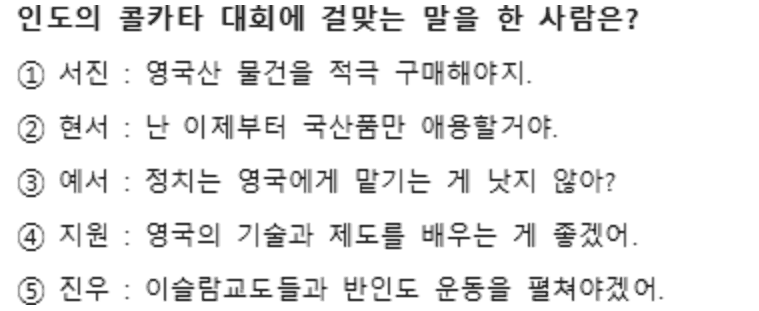 인도의 콜카타 대회에 걸맞는 말을 한 사람은?
① 서진 : 영국산 물건을 적극 구매해야지.
② 현서 : 난 이제부터 국산품만 애용할거야.
③ 예서 : 정치는 영국에게 맡기는 게 낫지 않아?
④ 지원 : 영국의 기술과 제도를 배우는 게 좋겠어.
⑤ 진우 : 이슬람교도들과 반인도 운동을 펼쳐야겠어.